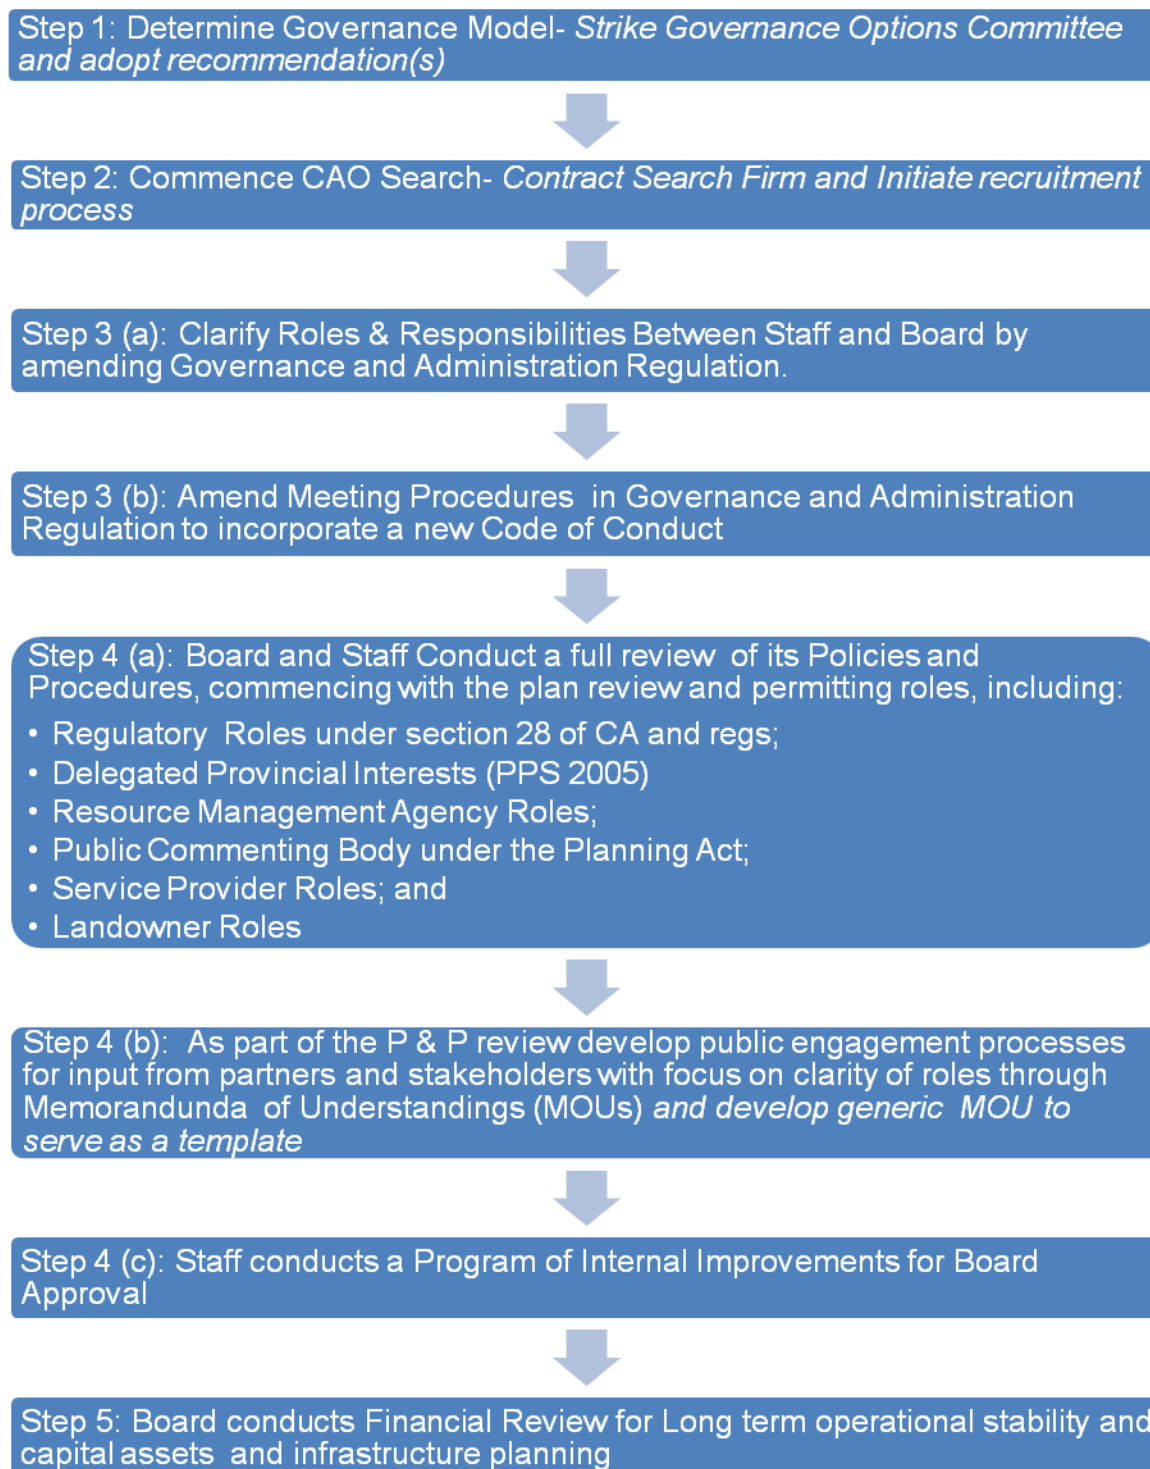 Step 1: Determine Governance Model- Strike Governance Options Committee
and adopt recommendation(s)
Step 2: Commence CAO Search- Contract Search Firm and Initiate recruitment
process
Step 3 (a): Clarify Roles & Responsibilities Between Staff and Board by
amending Governance and Administration Regulation.
Step 3 (b): Amend Meeting Procedures in Governance and Administration
Regulation to incorporate a new Code of Conduct
Step 4 (a): Board and Staff Conduct a full review of its Policies and
Procedures, commencing with the plan review and permitting roles, including:
• Regulatory Roles under section 28 of CA and regs;
• Delegated Provincial Interests (PPS 2005)
• Resource Management Agency Roles;
• Public Commenting Body under the Planning Act;
• Service Provider Roles; and
• Landowner Roles
Step 4 (b): As part of the P & P review develop public engagement processes
for input from partners and stakeholders with focus on clarity of roles through
Memorandunda of Understandings (MOUs) and develop generic MOU to
serve as a template
Step 4 (c): Staff conducts a Program of Internal Improvements for Board
Approval
Step 5: Board conducts Financial Review for Long term operational stability and
capital assets and infrastructure planning